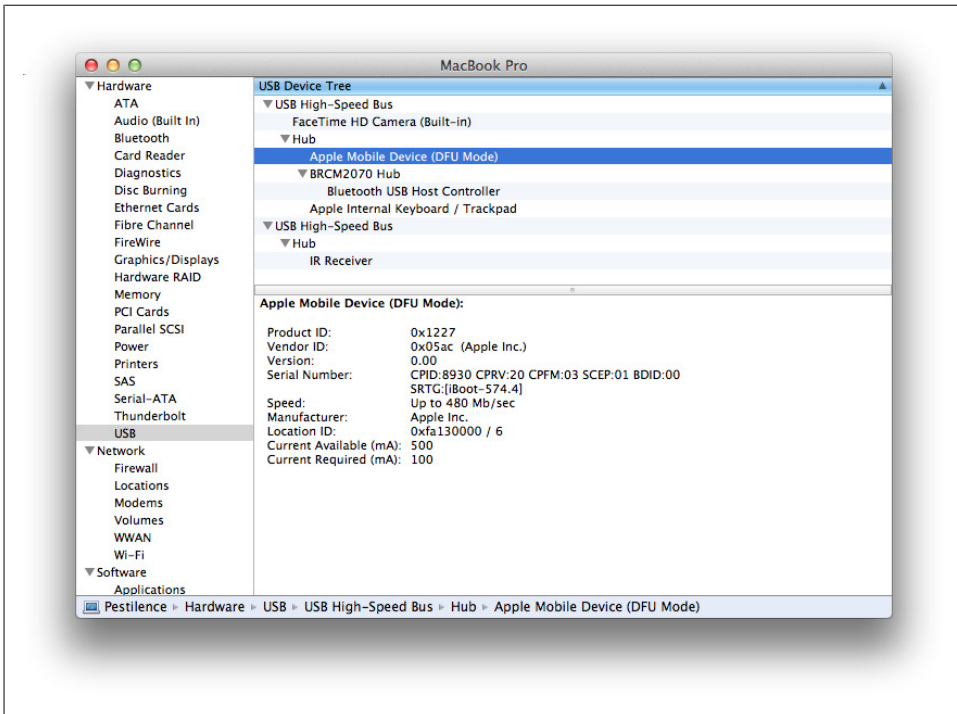 MacBook Pro
Hardware
ATA
Audio (Built In)
Bluetooth
Card Reader
Diagnostics
Disc Burning
Ethernet Cards
Fibre Channel
FireWire
Graphics/Displays
Hardware RAID
Memory
PCI Cards
Parallel SCSI
Power
Printers
SAS
Serial-ATA
Thunderbolt
USB
Network
Firewall
Locations
Modems
Volumes
WWAN
Wi-Fi
Software
Applications
USB Device Tree
USB High-Speed Bus
FaceTime HD Camera (Built-in)
Hub
Apple Mobile Device (DFU Mode)
BRCM2070 Hub
Bluetooth USB Host Controller
Apple Internal Keyboard / Trackpad
USB High-Speed Bus
Hub
IR Receiver
Apple Mobile Device (DFU Mode):
Product ID: 0x1227
Vendor ID: 0x05ac (Apple Inc.)
Version: 0.00
Serial Number: CPID:8930 CPRV:20 CPFM:03 SCEP:01 BDID:00
SRTG:[iBoot-574.4]
Speed: Up to 480 Mb/sec
Manufacturer: Apple Inc.
Location ID: 0xfa130000 / 6
Current Available (mA): 500
Current Required (mA): 100
Pestilence ▸ Hardware ▸ USB ▸ USB High-Speed Bus ▸ Hub ▸ Apple Mobile Device (DFU Mode)